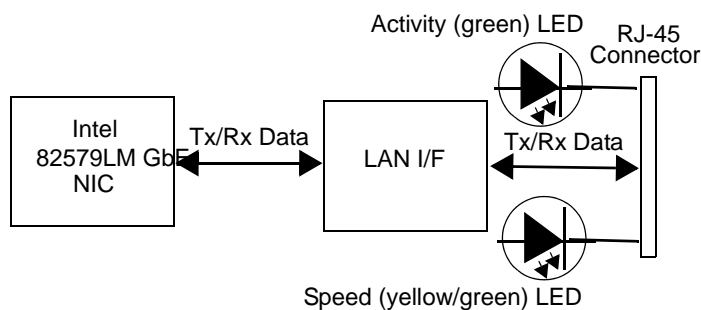 Activity (green) LED
RJ-45
Connector
Intel
82579LM GbE
NIC
Tx/Rx Data
LAN I/F
Tx/Rx Data
Speed (yellow/green) LED